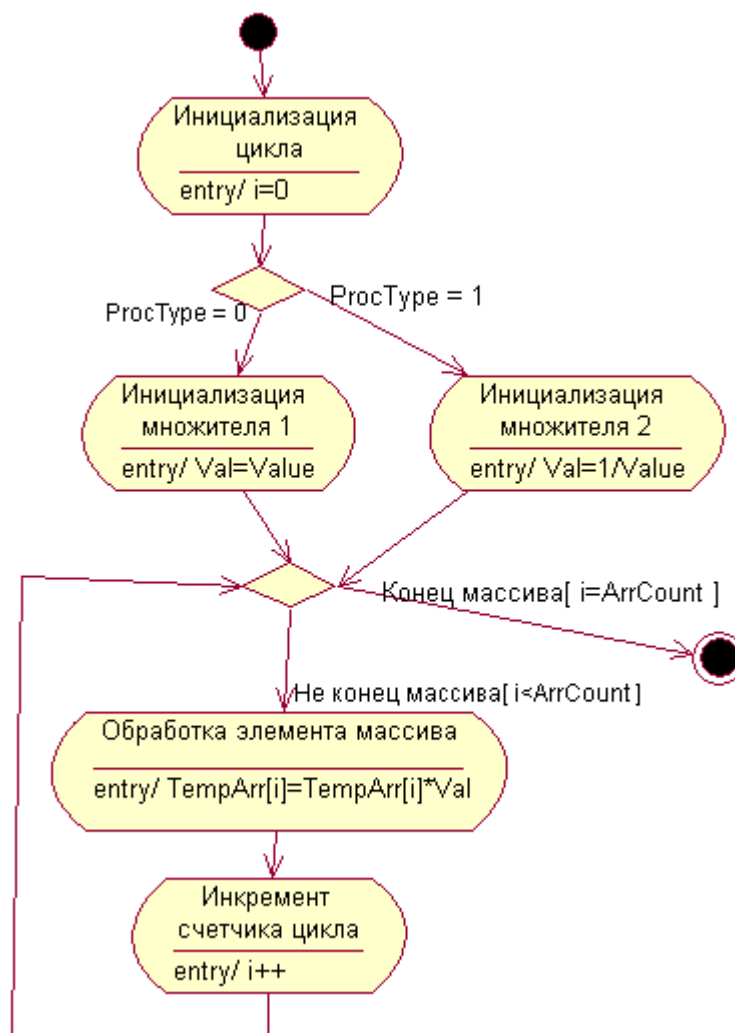 Инициализация
цикла
entry/ i=0
ProcType = 0
ProcType = 1
Инициализация
множителя 1
entry/ Val=Value
Инициализация
множителя 2
entry/ Val=1/Value
Конец массива[ i=ArrCount ]
Не конец массива[ i<ArrCount ]
Обработка элемента массива
entry/ TempArr[i]=TempArr[i]*Val
Инкремент
счетчика цикла
entry/ i++